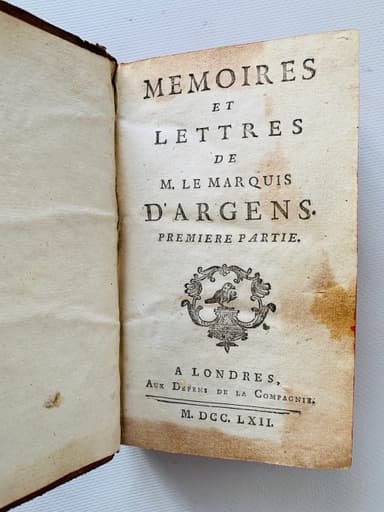 MEMOIRES
ET
LETTRES
DE
M. LE MARQUIS
D'ARGENS.
PREMIERE PARTIE.
A LONDRES,
AUX DEPENS DE LA COMPAGNIE.
M. DCC. LXII.